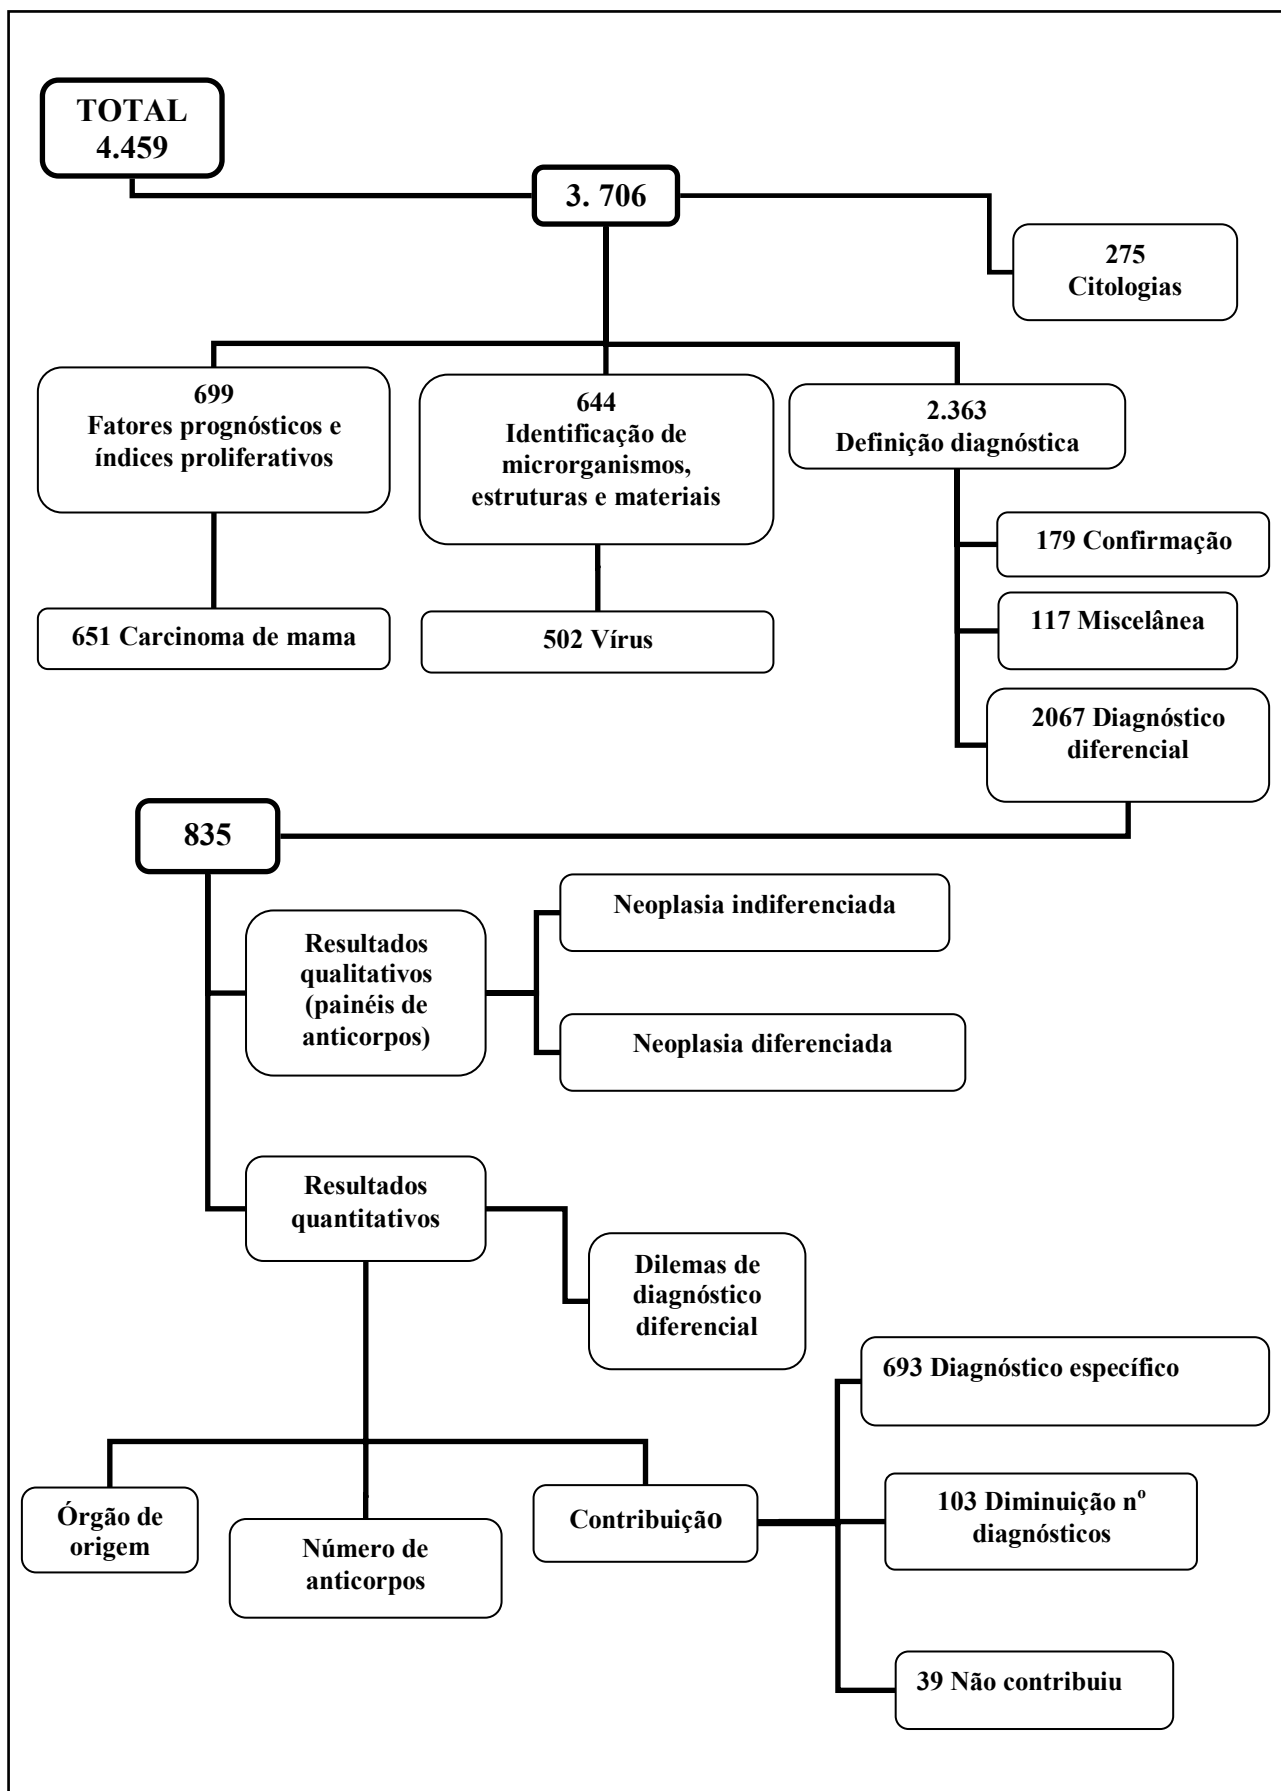 TOTAL
4.459
3. 706
275
Citologias
699
Fatores prognósticos e
índices proliferativos
644
Identificação de
microrganismos,
estruturas e materiais
2.363
Definição diagnóstica
179 Confirmação
117 Miscelânea
651 Carcinoma de mama
502 Vírus
2067 Diagnóstico
diferencial
835
Resultados
qualitativos
(painéis de
anticorpos)
Neoplasia indiferenciada
Neoplasia diferenciada
Resultados
quantitativos
Dilemas de
diagnóstico
diferencial
693 Diagnóstico específico
103 Diminuição nº
diagnósticos
39 Não contribuiu
Órgão de
origem
Número de
anticorpos
Contribuição